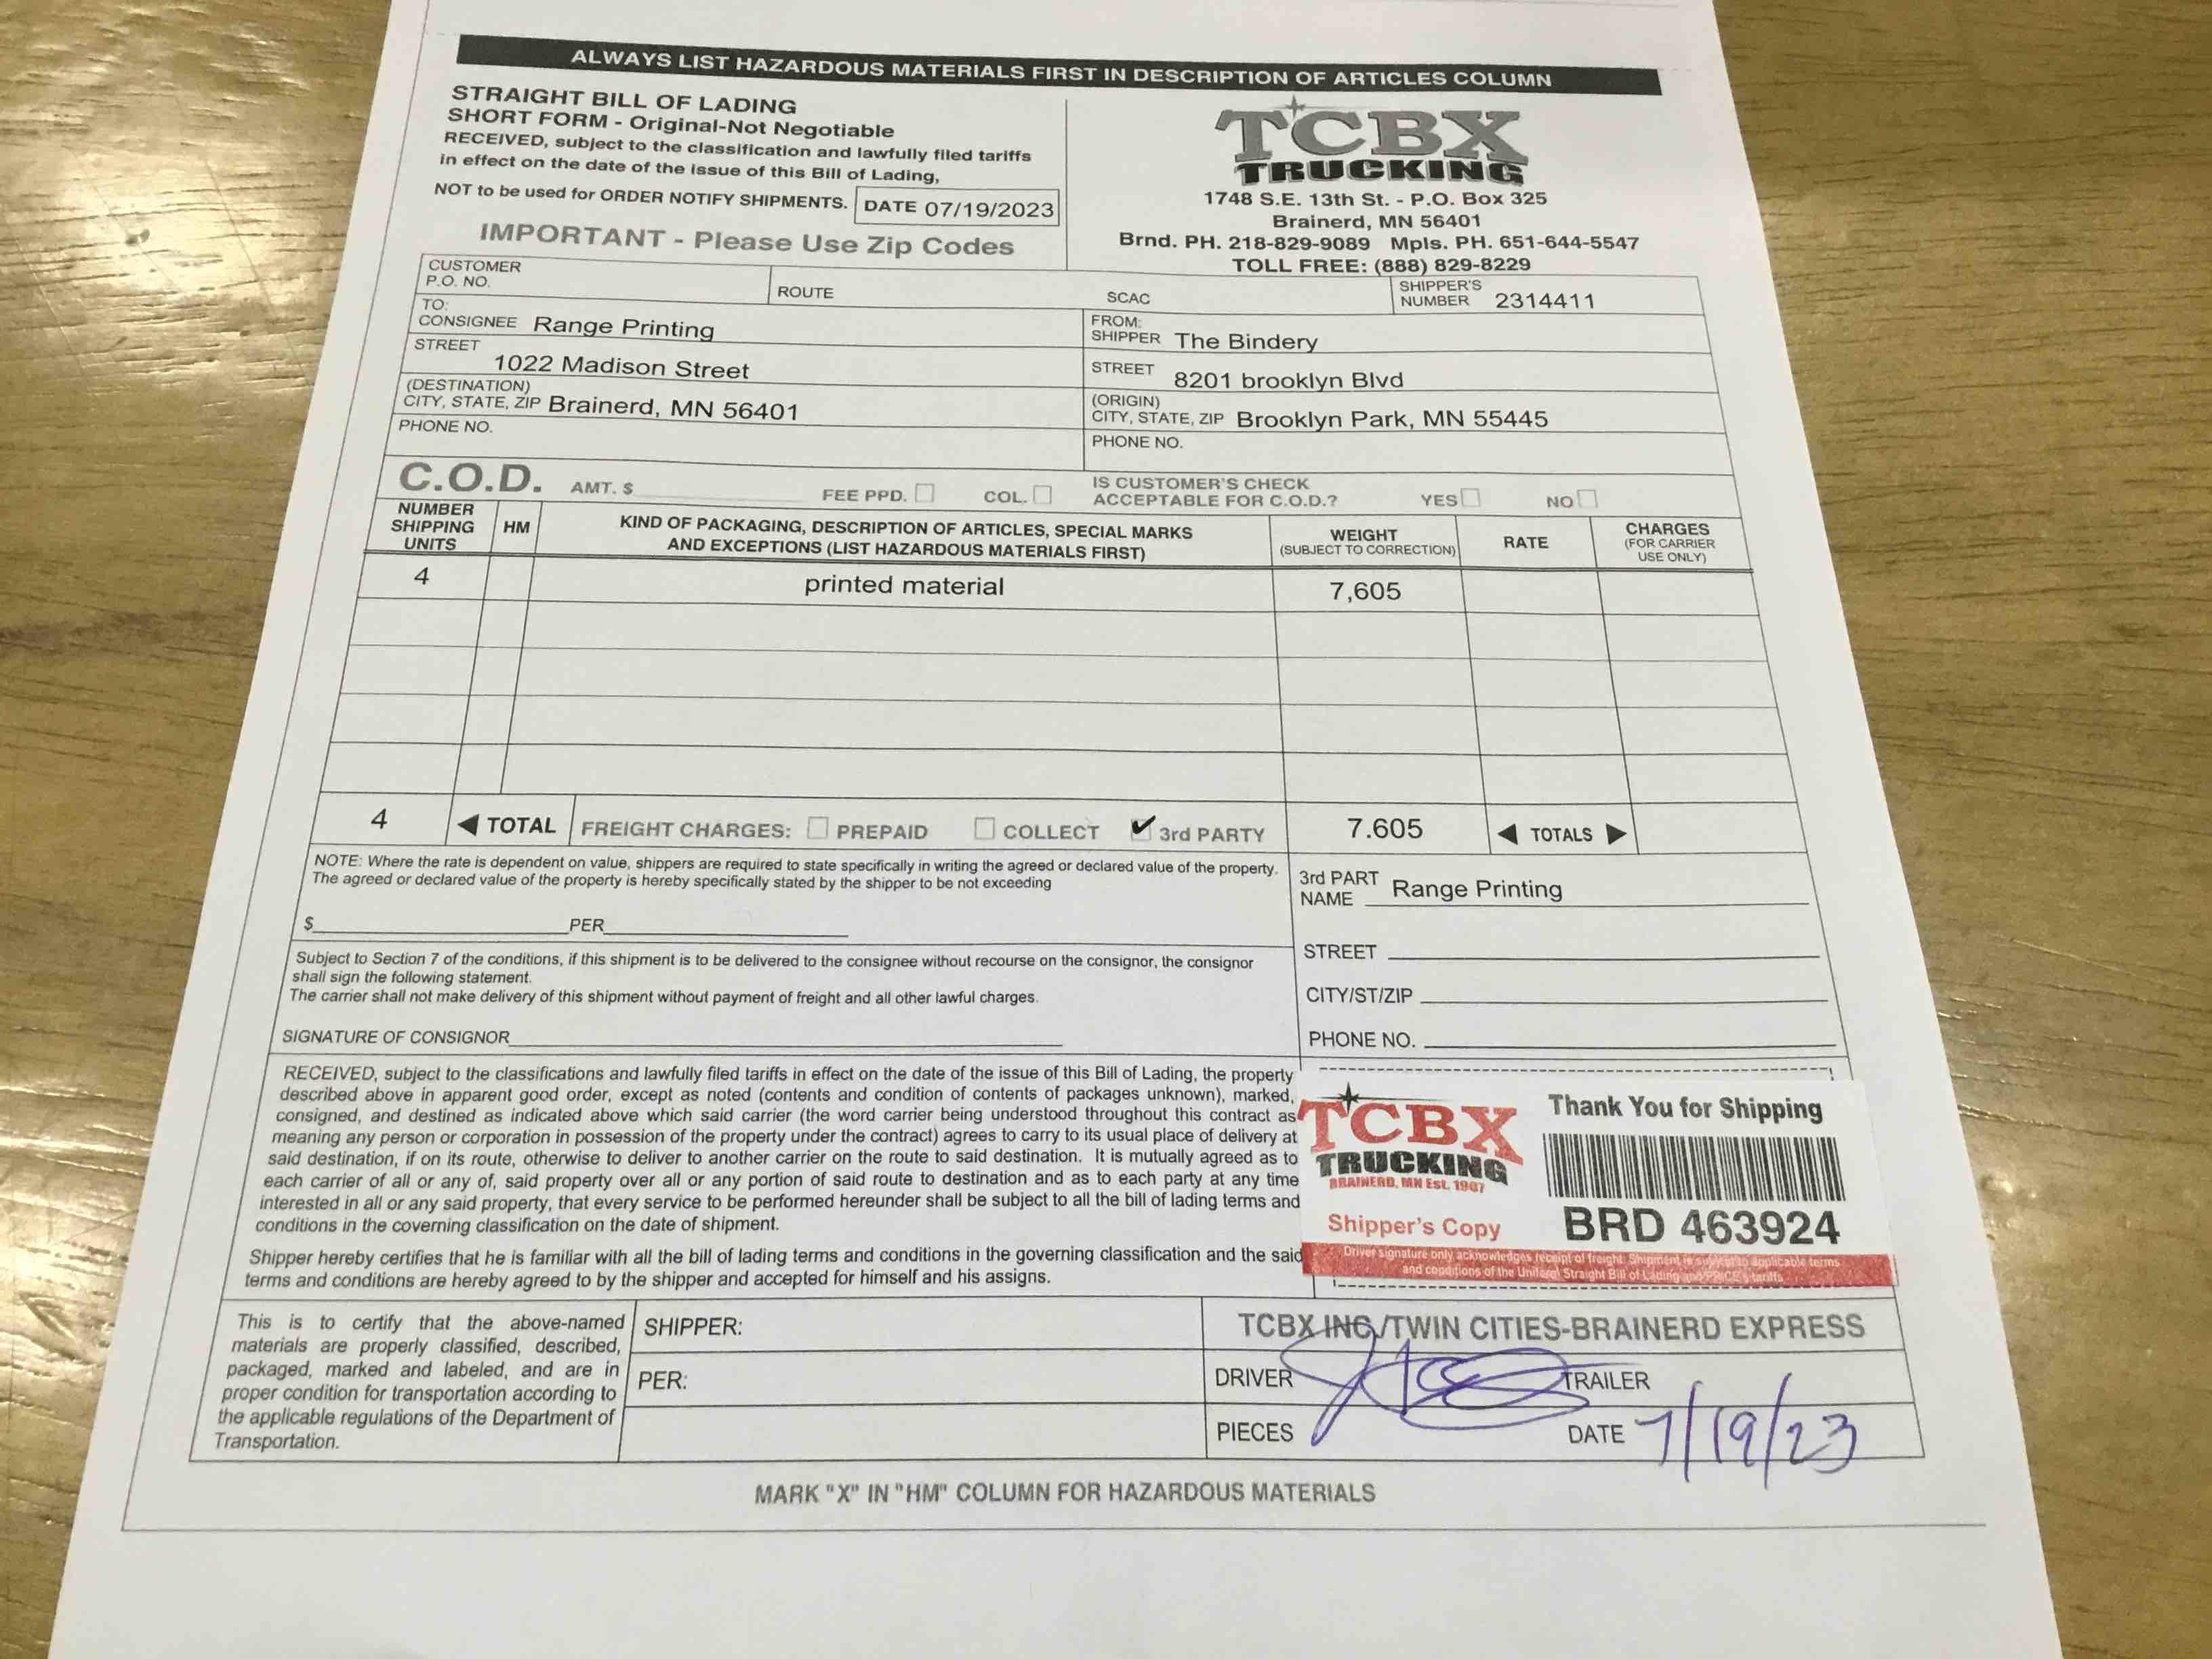 ALWAYS LIST HAZARDOUS MATERIALS FIRST IN DESCRIPTION OF ARTICLES COLUMN
STRAIGHT BILL OF LADING
SHORT FORM - Original-Not Negotiable
RECEIVED, subject to the classification and lawfully filed tariffs
in effect on the date of the issue of this Bill of Lading,
NOT to be used for ORDER NOTIFY SHIPMENTS. DATE 07/19/2023
IMPORTANT - Please Use Zip Codes
TCBX
TRUCKING
1748 S.E. 13th St. - P.O. Box 325
Brainerd, MN 56401
Brnd. PH. 218-829-9089 Mpls. PH. 651-644-5547
TOLL FREE: (888) 829-8229
CUSTOMER
P.O. NO.
ROUTE
SCAC
SHIPPER'S
NUMBER 2314411
TO:
CONSIGNEE Range Printing
STREET
1022 Madison Street
(DESTINATION)
CITY, STATE, ZIP Brainerd, MN 56401
PHONE NO.
FROM:
SHIPPER The Bindery
STREET 8201 brooklyn Blvd
(ORIGIN)
CITY, STATE, ZIP Brooklyn Park, MN 55445
PHONE NO.
C.O.D. AMT. $ FEE PPD. COL.
IS CUSTOMER'S CHECK
ACCEPTABLE FOR C.O.D.? YES NO
NUMBER
SHIPPING
UNITS
HM
KIND OF PACKAGING, DESCRIPTION OF ARTICLES, SPECIAL MARKS
AND EXCEPTIONS (LIST HAZARDOUS MATERIALS FIRST)
WEIGHT
(SUBJECT TO CORRECTION)
RATE
CHARGES
(FOR CARRIER
USE ONLY)
4 printed material 7,605
4 ◀ TOTAL FREIGHT CHARGES: PREPAID COLLECT ✔ 3rd PARTY 7.605 ◀ TOTALS ▶
NOTE: Where the rate is dependent on value, shippers are required to state specifically in writing the agreed or declared value of the property.
The agreed or declared value of the property is hereby specifically stated by the shipper to be not exceeding
$ PER
Subject to Section 7 of the conditions, if this shipment is to be delivered to the consignee without recourse on the consignor, the consignor
shall sign the following statement.
The carrier shall not make delivery of this shipment without payment of freight and all other lawful charges.
SIGNATURE OF CONSIGNOR
3rd PART
NAME Range Printing
STREET
CITY/ST/ZIP
PHONE NO.
RECEIVED, subject to the classifications and lawfully filed tariffs in effect on the date of the issue of this Bill of Lading, the property
described above in apparent good order, except as noted (contents and condition of contents of packages unknown), marked,
consigned, and destined as indicated above which said carrier (the word carrier being understood throughout this contract as
meaning any person or corporation in possession of the property under the contract) agrees to carry to its usual place of delivery at
said destination, if on its route, otherwise to deliver to another carrier on the route to said destination. It is mutually agreed as to
each carrier of all or any of, said property over all or any portion of said route to destination and as to each party at any time
interested in all or any said property, that every service to be performed hereunder shall be subject to all the bill of lading terms and
conditions in the coverning classification on the date of shipment.
Shipper hereby certifies that he is familiar with all the bill of lading terms and conditions in the governing classification and the said
terms and conditions are hereby agreed to by the shipper and accepted for himself and his assigns.
TCBX
TRUCKING
BRAINERD, MN Est. 1987
Shipper's Copy
Thank You for Shipping
BRD 463924
Driver signature only acknowledges receipt of freight. Shipment is subject to applicable terms
and conditions of the Uniform Straight Bill of Lading tariffs
This is to certify that the above-named
materials are properly classified, described,
packaged, marked and labeled, and are in
proper condition for transportation according to
the applicable regulations of the Department of
Transportation.
SHIPPER:
PER:
TCBX INC/TWIN CITIES-BRAINERD EXPRESS
DRIVER TRAILER
PIECES DATE 7/19/23
MARK "X" IN "HM" COLUMN FOR HAZARDOUS MATERIALS